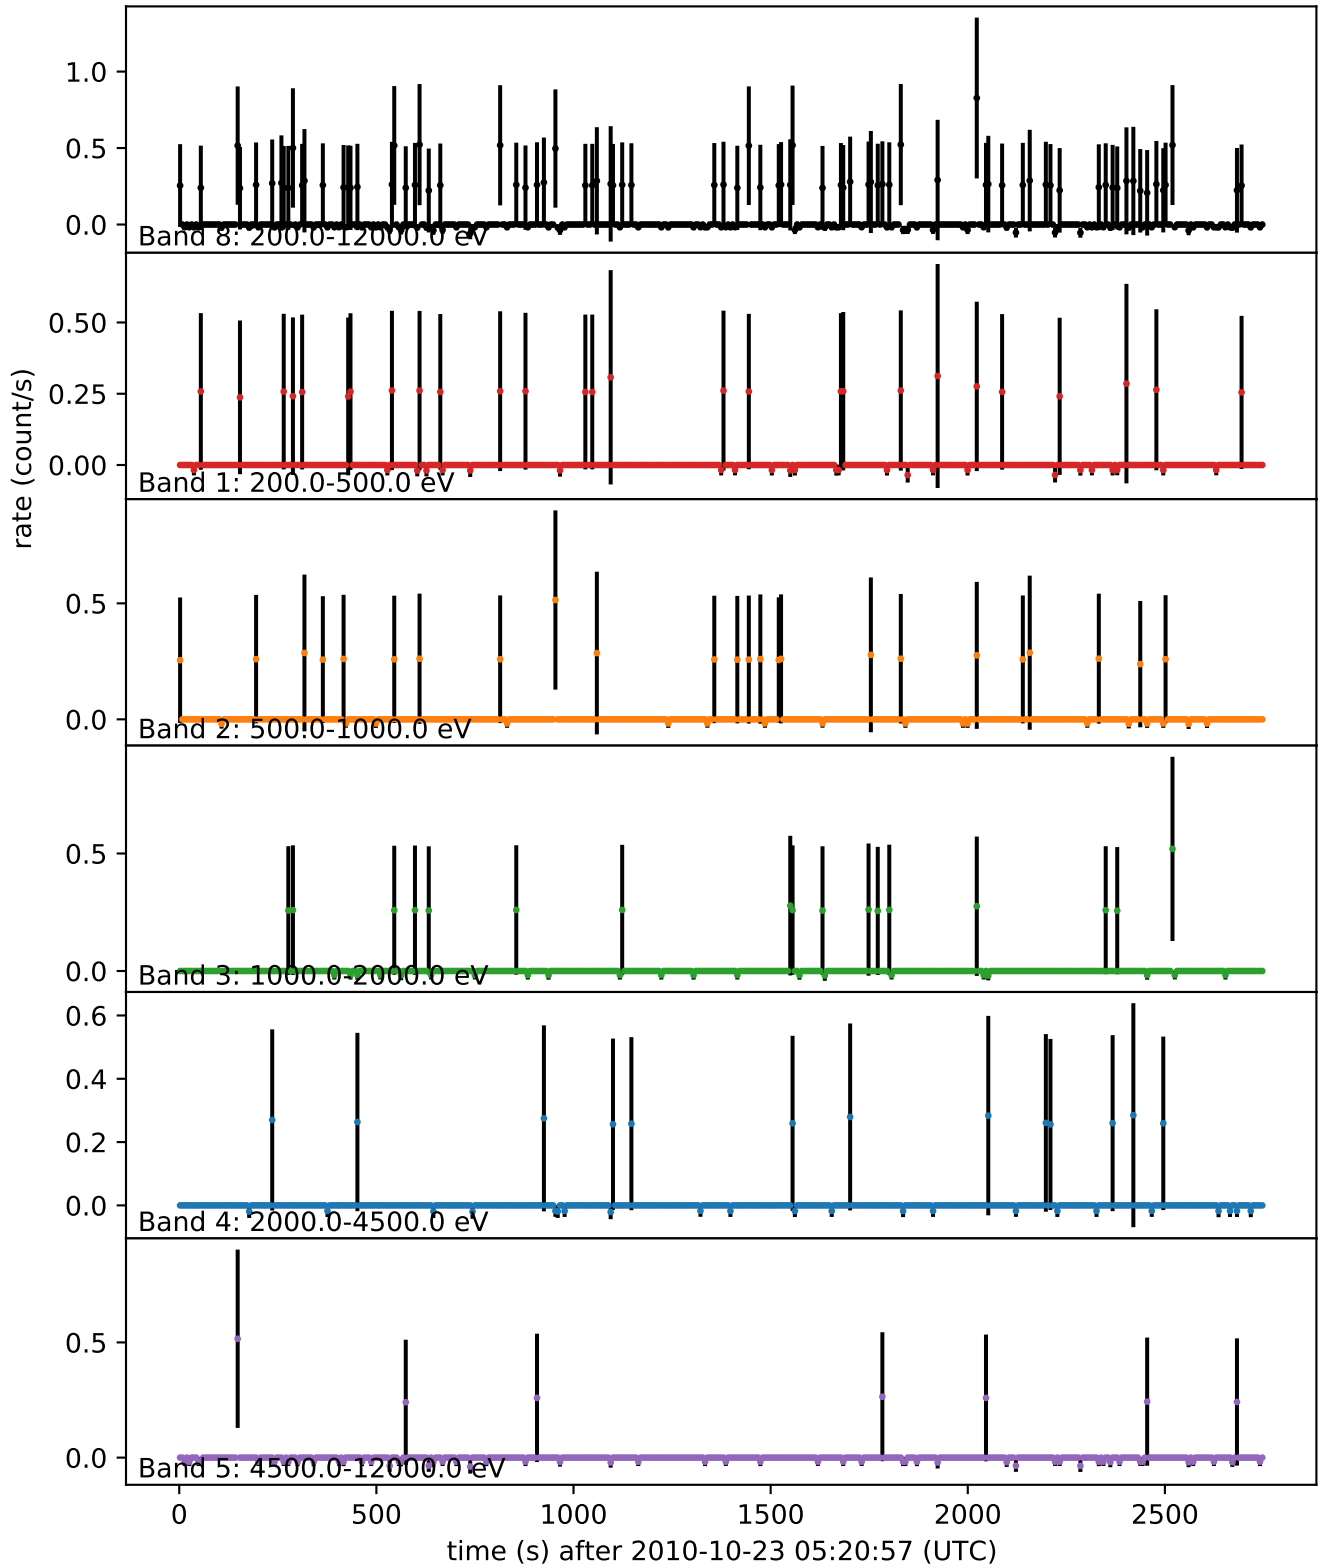 1.0
0.5
0.0
Band 8: 200.0-12000.0 eV
0.50
0.25
0.00
Band 1: 200.0-500.0 eV
rate (count/s)
0.5
0.0
Band 2: 500.0-1000.0 eV
0.5
0.0
Band 3: 1000.0-2000.0 eV
0.6
0.4
0.2
0.0
Band 4: 2000.0-4500.0 eV
0.5
0.0
Band 5: 4500.0-12000.0 eV
0 500 1000 1500 2000 2500
time (s) after 2010-10-23 05:20:57 (UTC)